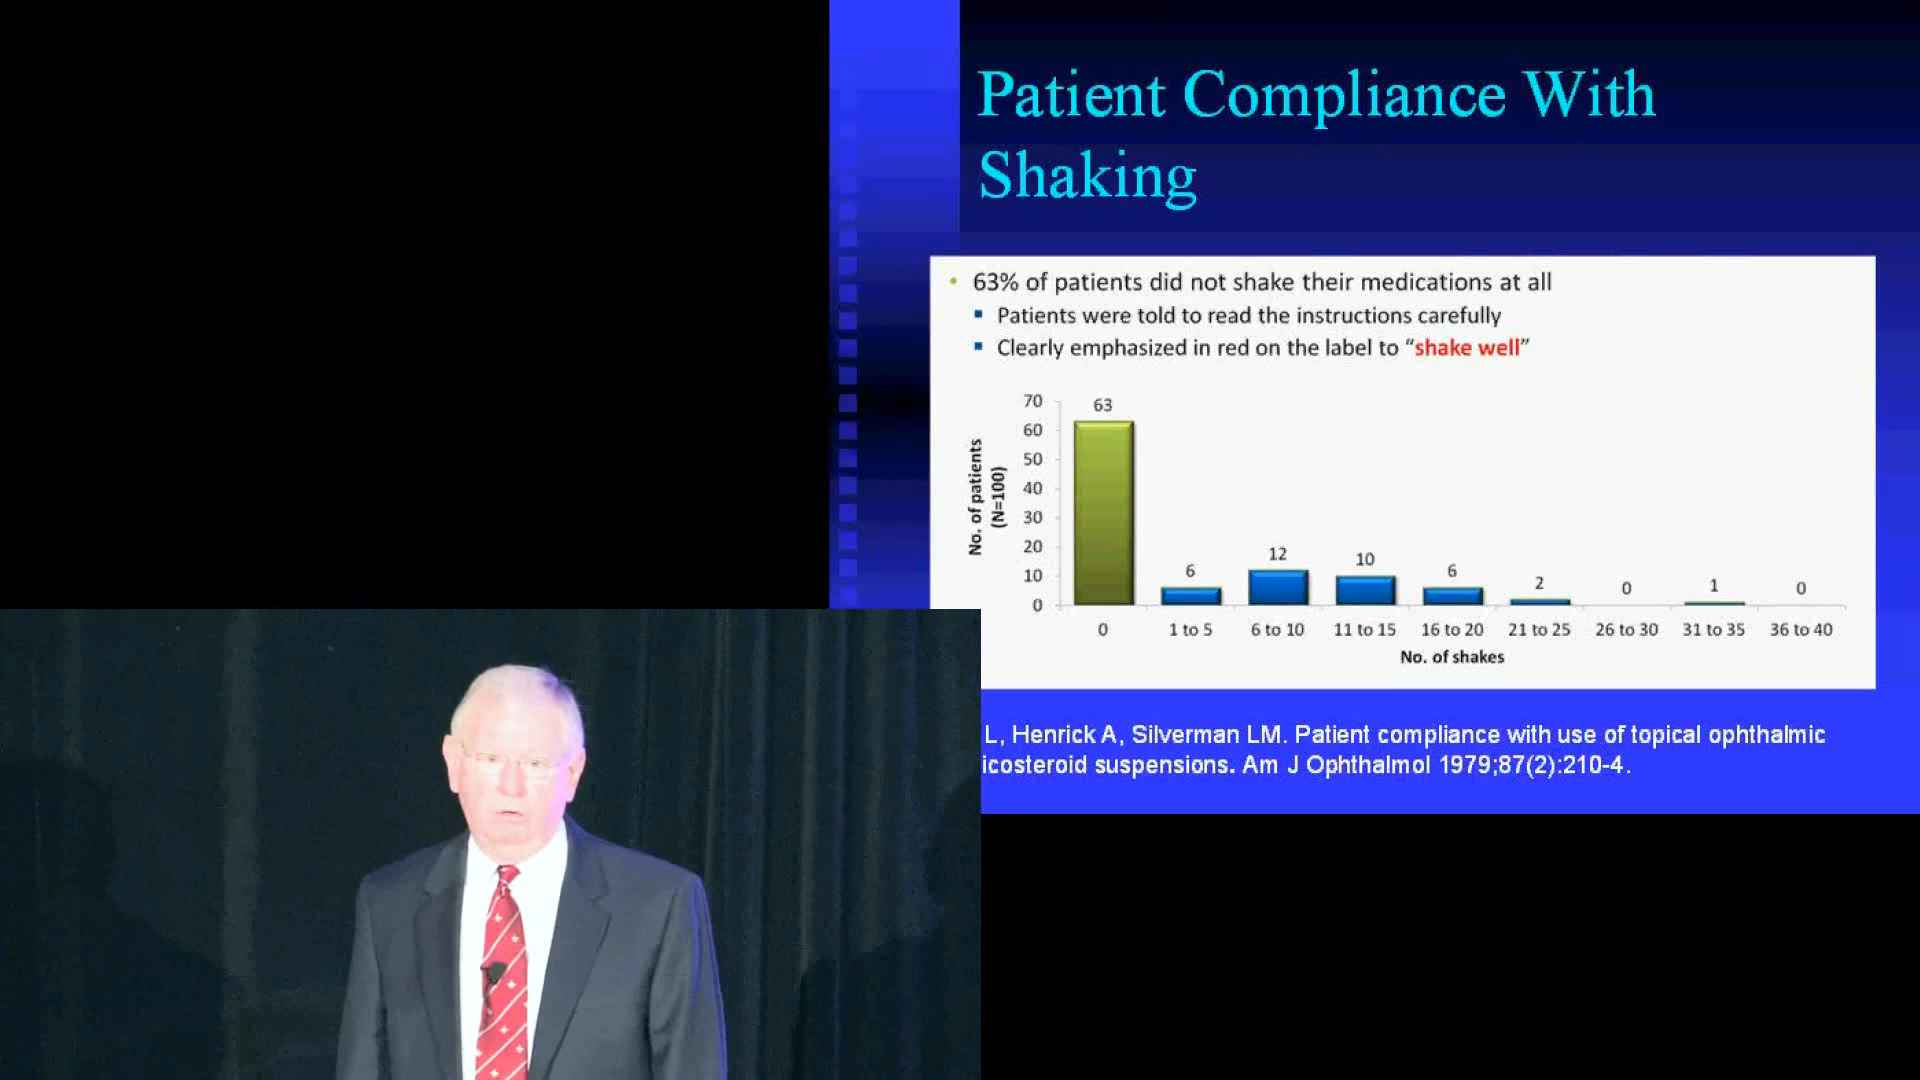 Patient Compliance With
Shaking
63% of patients did not shake their medications at all
Patients were told to read the instructions carefully
Clearly emphasized in red on the label to “shake well”
No. of patients
(N=100)
70
60
50
40
30
20
10
0
63
6
12
10
6
2
0
1
0
0 1 to 5 6 to 10 11 to 15 16 to 20 21 to 25 26 to 30 31 to 35 36 to 40
No. of shakes
L, Henrick A, Silverman LM. Patient compliance with use of topical ophthalmic
icosteroid suspensions. Am J Ophthalmol 1979;87(2):210-4.